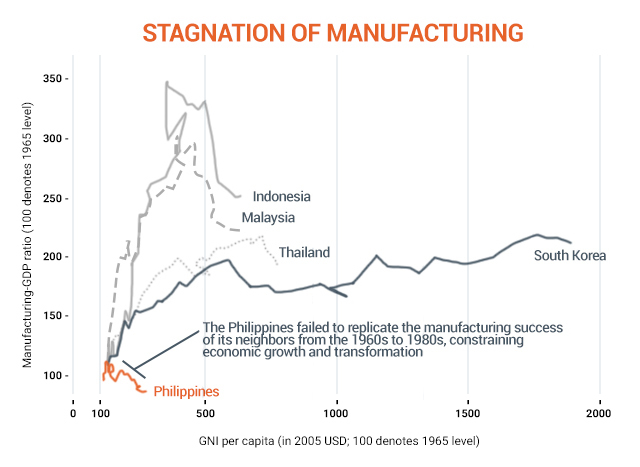 STAGNATION OF MANUFACTURING
Manufacturing-GDP ratio (100 denotes 1965 level)
350 -
300 -
250 -
200 -
150 -
100 -
Indonesia
Malaysia
Thailand
South Korea
The Philippines failed to replicate the manufacturing success
of its neighbors from the 1960s to 1980s, constraining
economic growth and transformation
Philippines
0 100 500 1000 1500 2000
GNI per capita (in 2005 USD; 100 denotes 1965 level)